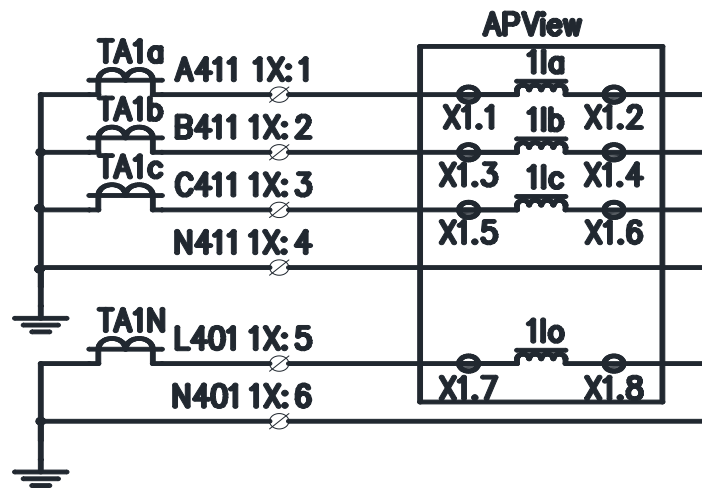 APView
TA1a A411 1X:1 1Ia
X1.1 X1.2
TA1b B411 1X:2 1Ib
X1.3 X1.4
TA1c C411 1X:3 1Ic
X1.5 X1.6
N411 1X:4
TA1N L401 1X:5 1Io
X1.7 X1.8
N401 1X:6